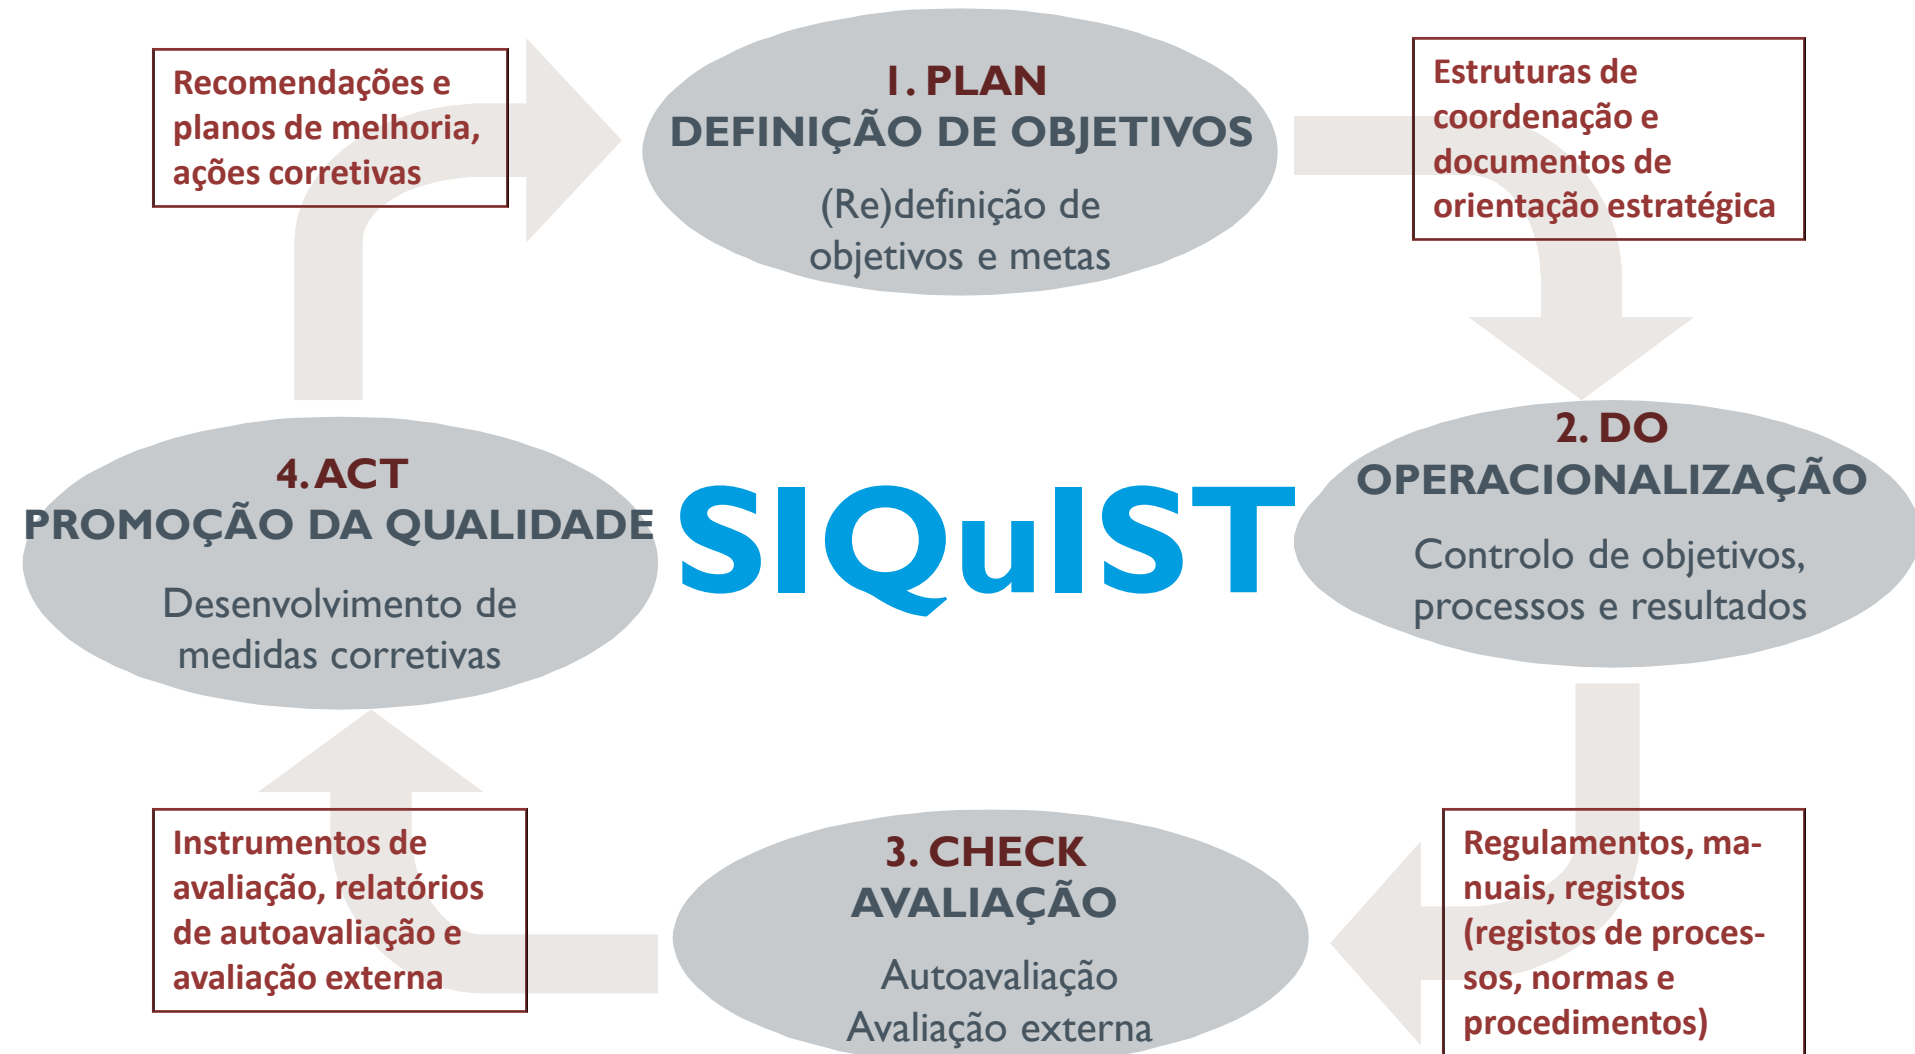 Recomendações e
planos de melhoria,
ações corretivas
1. PLAN
DEFINIÇÃO DE OBJETIVOS
(Re)definição de
objetivos e metas
Estruturas de
coordenação e
documentos de
orientação estratégica
4. ACT
PROMOÇÃO DA QUALIDADE
Desenvolvimento de
medidas corretivas
SIQuIST
2. DO
OPERACIONALIZAÇÃO
Controlo de objetivos,
processos e resultados
Instrumentos de
avaliação, relatórios
de autoavaliação e
avaliação externa
3. CHECK
AVALIAÇÃO
Autoavaliação
Avaliação externa
Regulamentos, ma-
nuais, registos
(registos de proces-
sos, normas e
procedimentos)